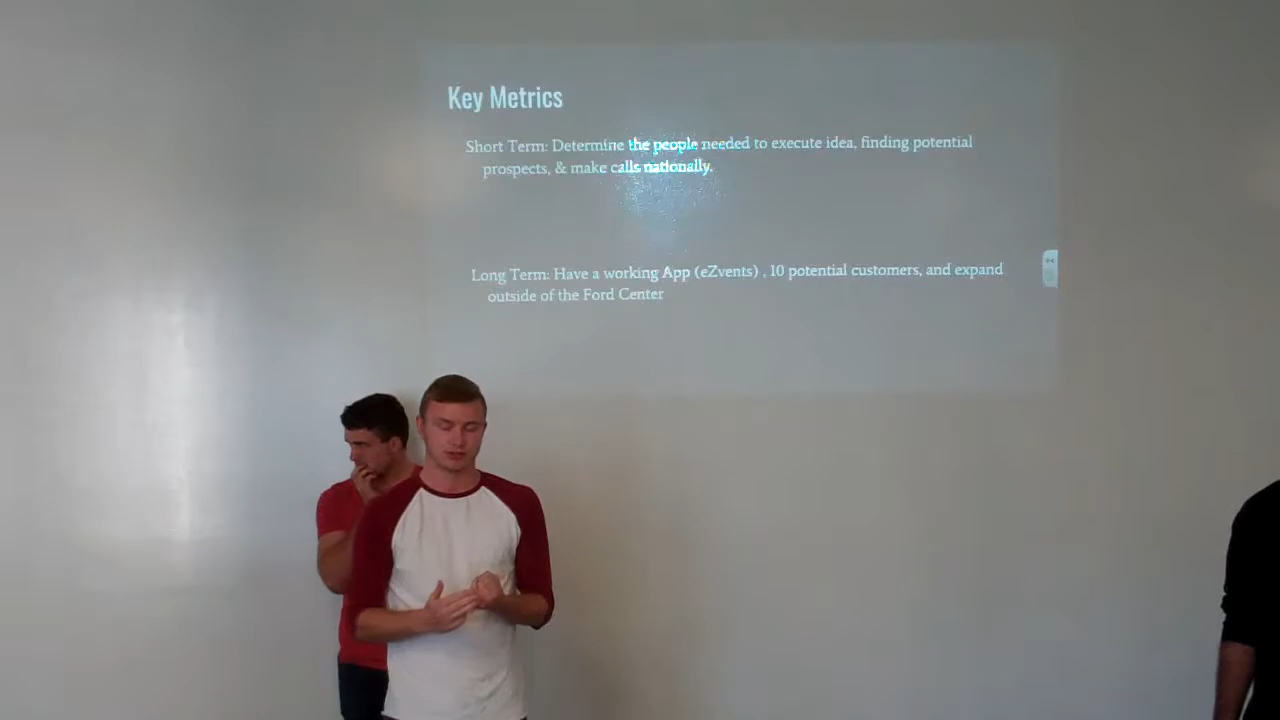 Key Metrics
Short Term: Determine the people needed to execute idea, finding potential
prospects, & make calls nationally.
Long Term: Have a working App (eZvents) , 10 potential customers, and expand
outside of the Ford Center